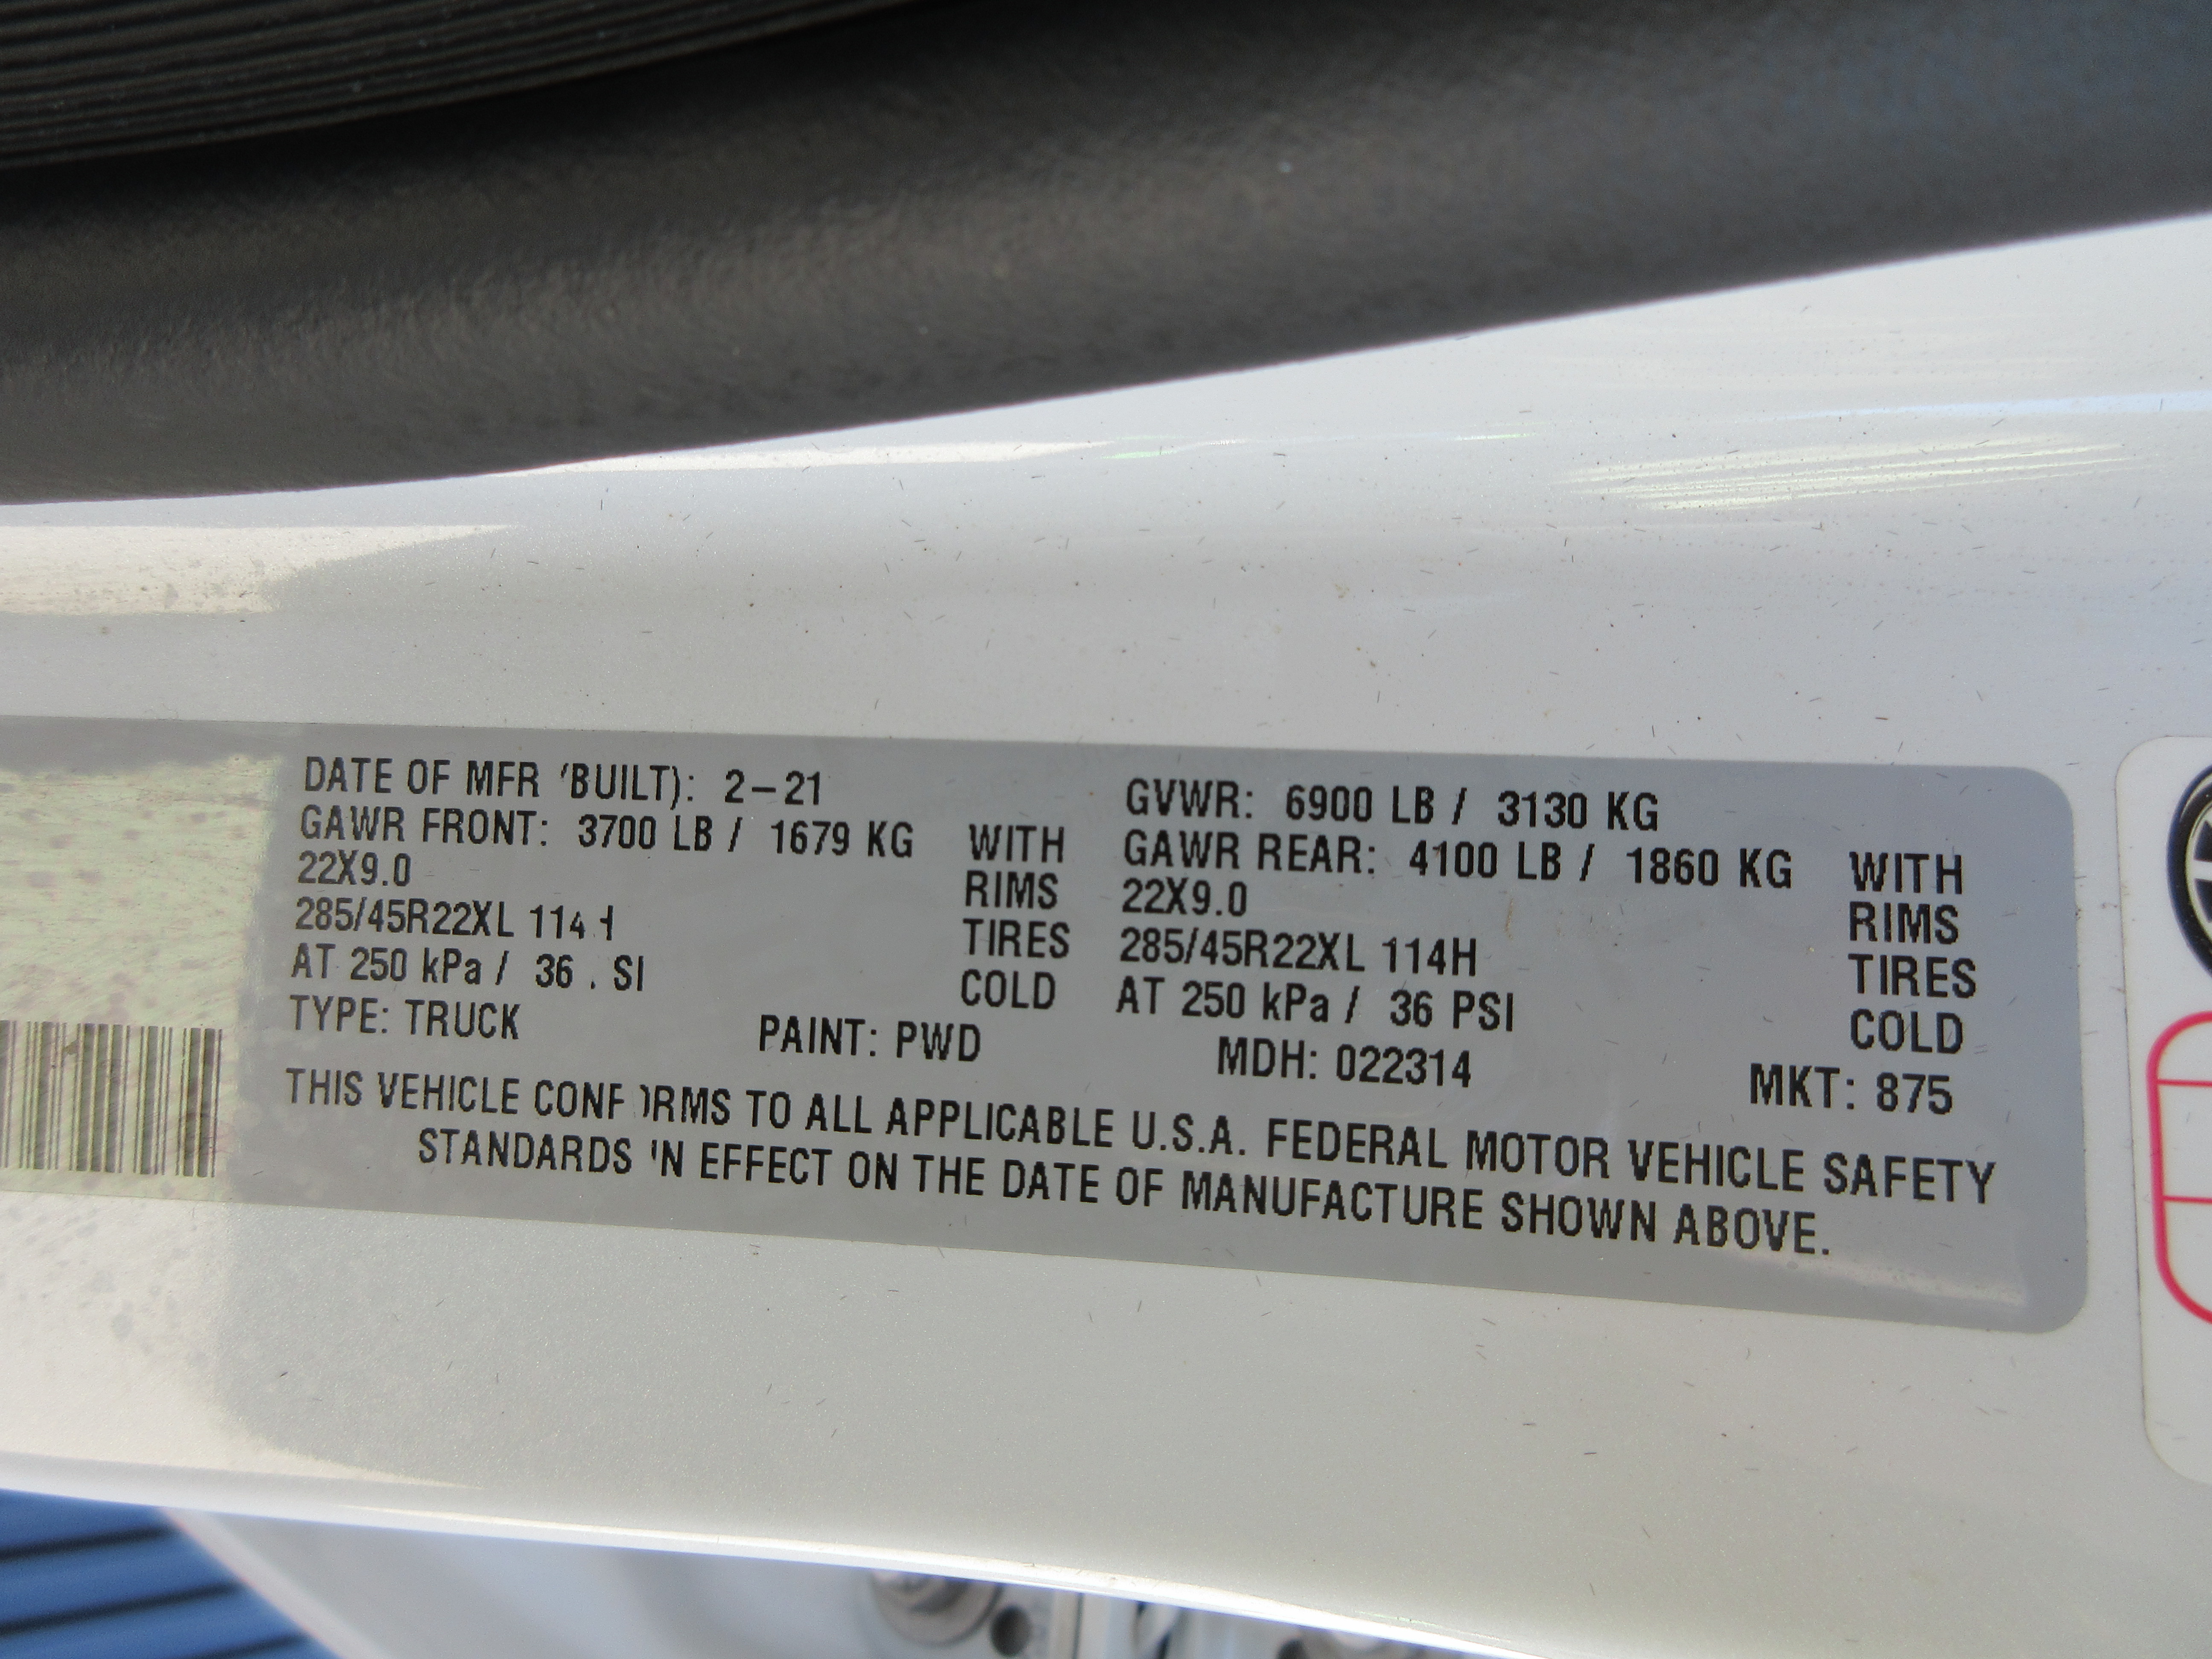 DATE OF MFR (BUILT): 2-21 GVWR: 6900 LB / 3130 KG
GAWR FRONT: 3700 LB / 1679 KG WITH GAWR REAR: 4100 LB / 1860 KG WITH
22X9.0 RIMS 22X9.0 RIMS
285/45R22XL 114H TIRES 285/45R22XL 114H TIRES
AT 250 kPa / 36 PSI COLD AT 250 kPa / 36 PSI COLD
TYPE: TRUCK PAINT: PWD MDH: 022314 MKT: 875
THIS VEHICLE CONFORMS TO ALL APPLICABLE U.S.A. FEDERAL MOTOR VEHICLE SAFETY
STANDARDS IN EFFECT ON THE DATE OF MANUFACTURE SHOWN ABOVE.